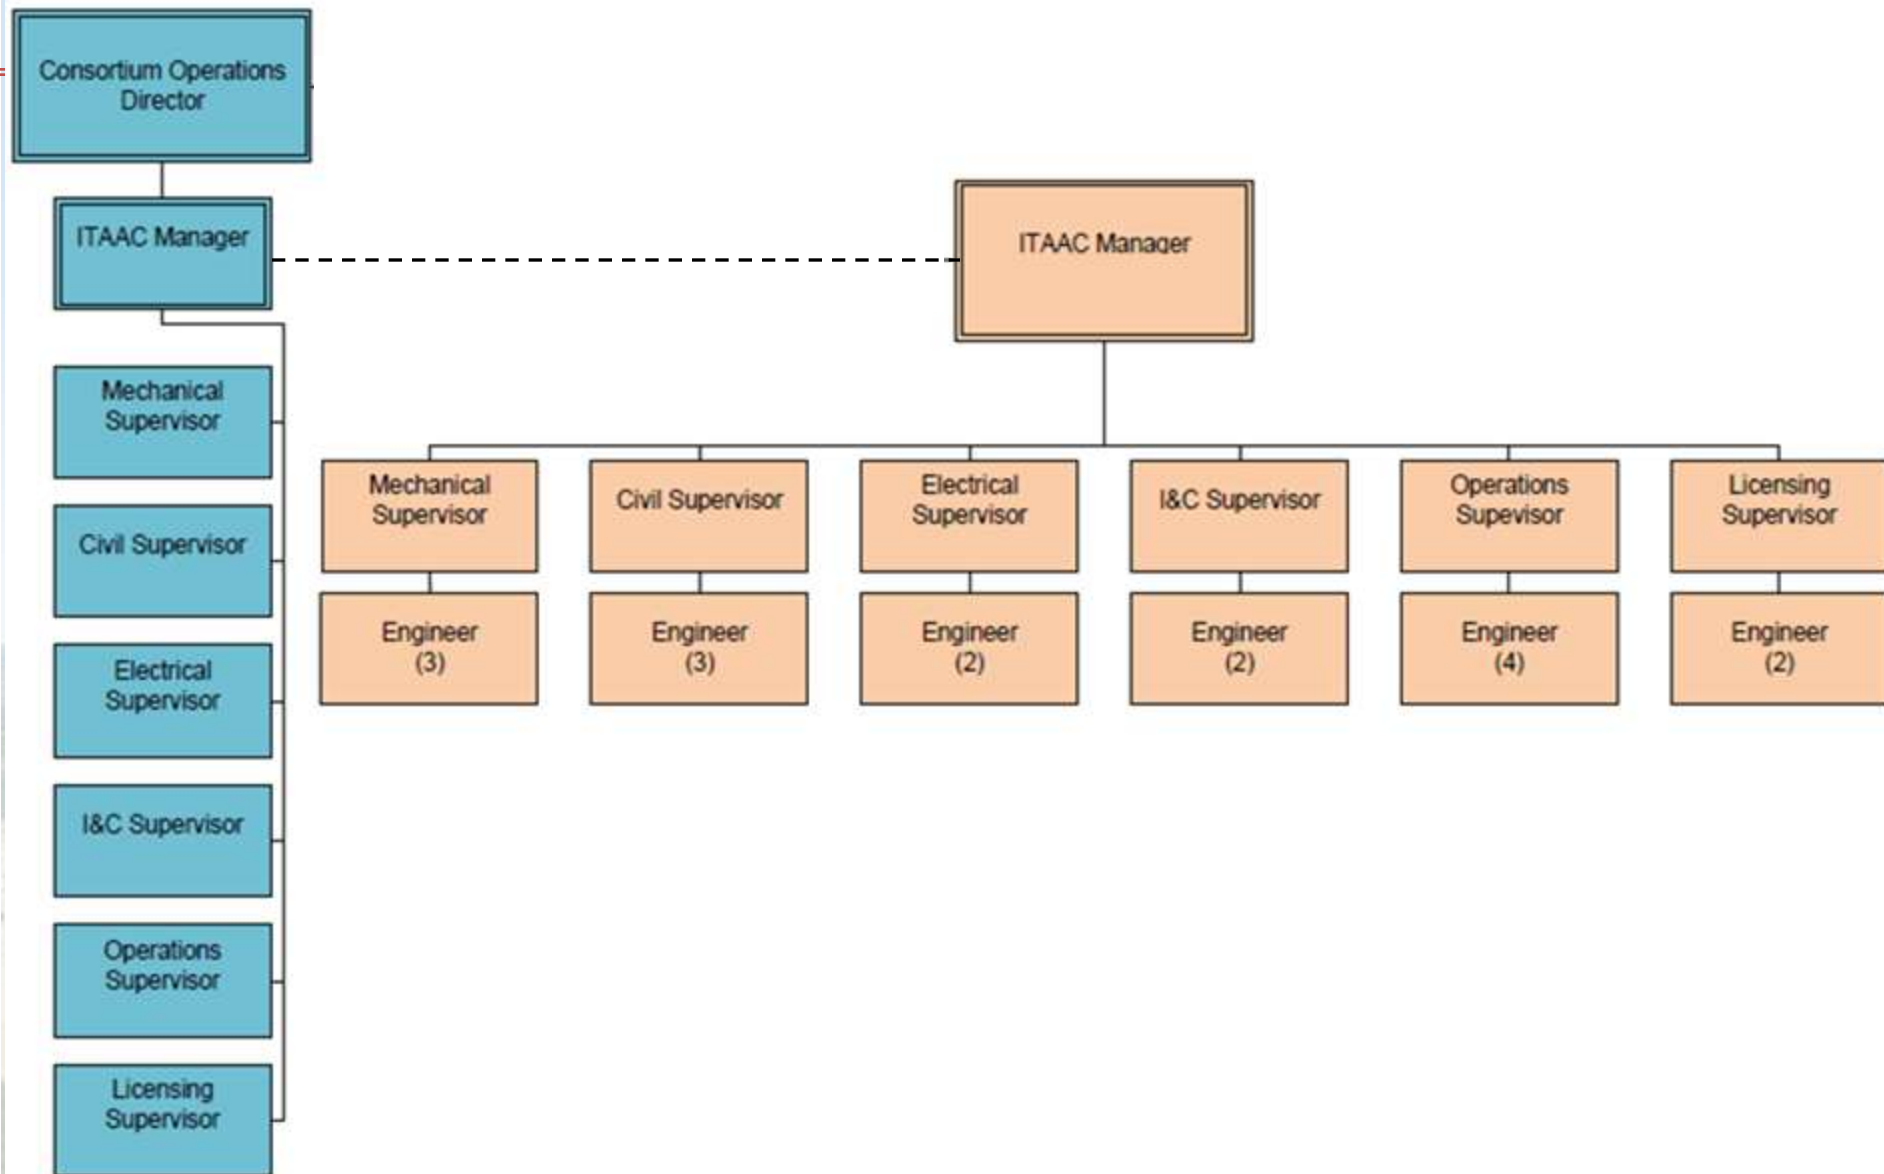 Consortium Operations
Director
ITAAC Manager
ITAAC Manager
Mechanical
Supervisor
Civil Supervisor
Electrical
Supervisor
I&C Supervisor
Operations
Supervisor
Licensing
Supervisor
Mechanical
Supervisor
Civil Supervisor
Electrical
Supervisor
I&C Supervisor
Operations
Supevisor
Licensing
Supervisor
Engineer
(3)
Engineer
(3)
Engineer
(2)
Engineer
(2)
Engineer
(4)
Engineer
(2)